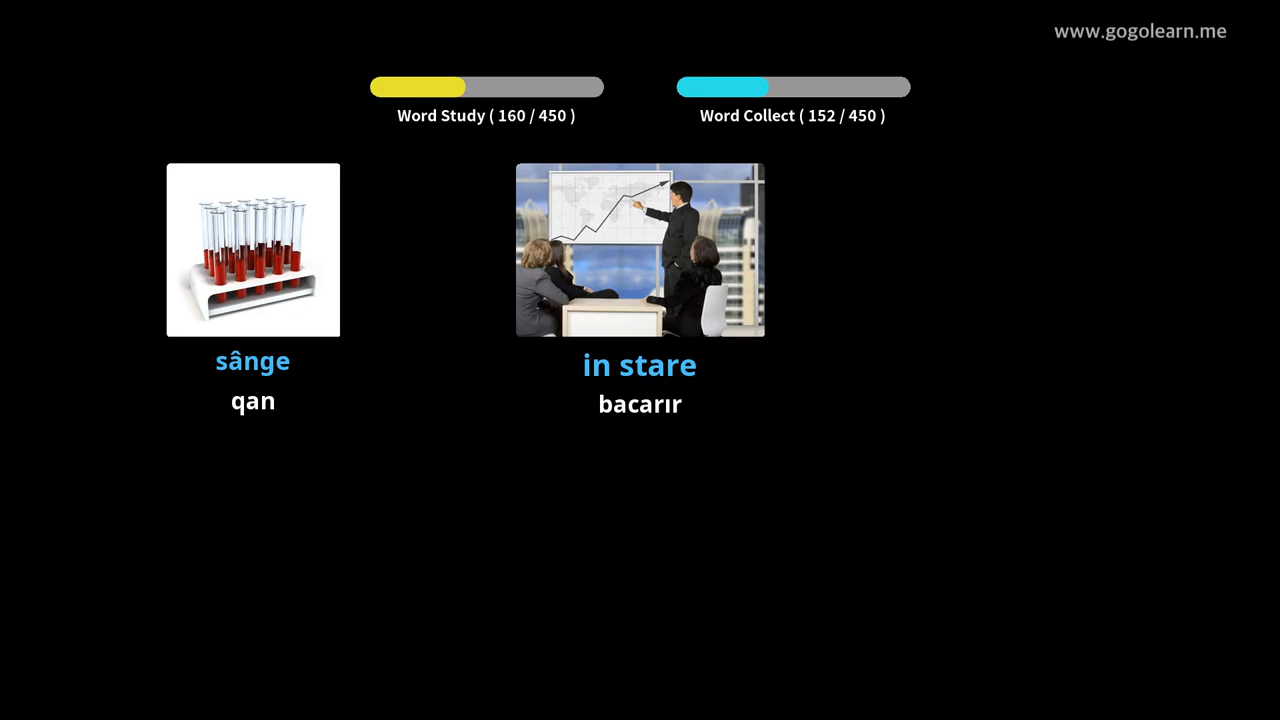 www.gogolearn.me
Word Study ( 160 / 450 )
Word Collect ( 152 / 450 )
sânge
qan
in stare
bacarır